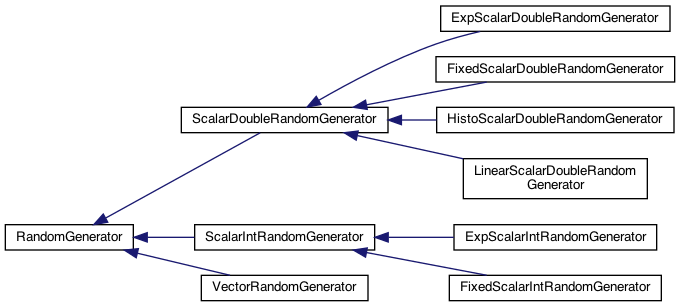 ExpScalarDoubleRandomGenerator
FixedScalarDoubleRandomGenerator
ScalarDoubleRandomGenerator
HistoScalarDoubleRandomGenerator
LinearScalarDoubleRandom
Generator
RandomGenerator
ScalarIntRandomGenerator
ExpScalarIntRandomGenerator
VectorRandomGenerator
FixedScalarIntRandomGenerator